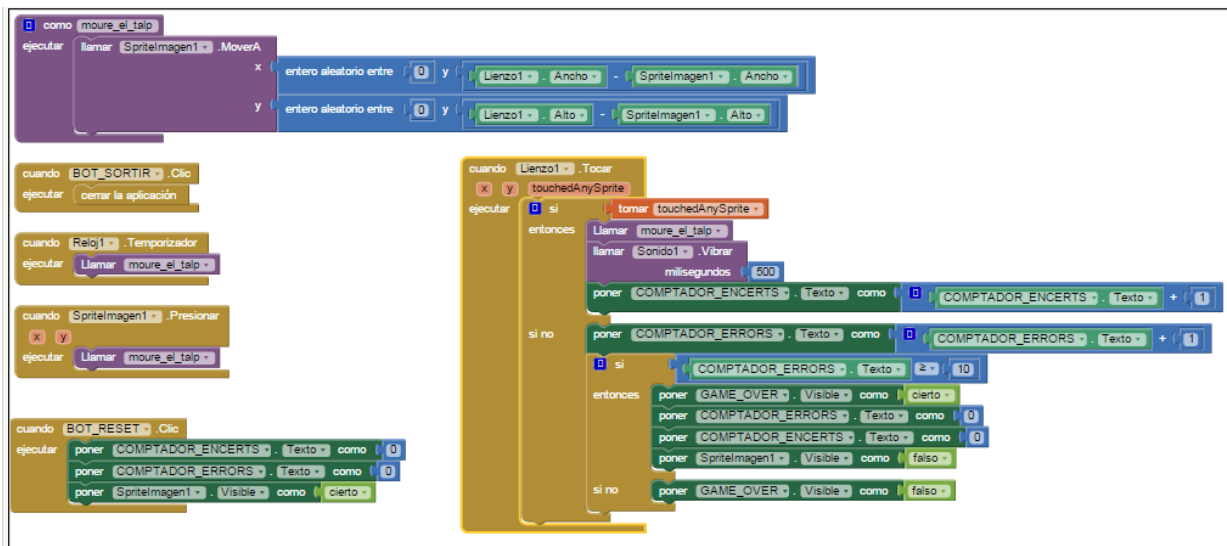 como moure_el_talp
ejecutar llamar SpriteImagen1 .MoverA
x entero aleatorio entre 0 y Lienzo1 . Ancho - SpriteImagen1 . Ancho
y entero aleatorio entre 0 y Lienzo1 . Alto - SpriteImagen1 . Alto
cuando BOT_SORTIR .Clic
ejecutar cerrar la aplicación
cuando Reloj1 .Temporizador
ejecutar Llamar moure_el_talp
cuando SpriteImagen1 .Presionar
x y
ejecutar Llamar moure_el_talp
cuando BOT_RESET .Clic
ejecutar poner COMPTADOR_ENCERTS . Texto como 0
poner COMPTADOR_ERRORS . Texto como 0
poner SpriteImagen1 . Visible como cierto
cuando Lienzo1 .Tocar
x y touchedAnySprite
ejecutar si tomar touchedAnySprite
entonces Llamar moure_el_talp
llamar Sonido1 .Vibrar
milisegundos 500
poner COMPTADOR_ENCERTS . Texto como COMPTADOR_ENCERTS . Texto + 1
si no poner COMPTADOR_ERRORS . Texto como COMPTADOR_ERRORS . Texto + 1
si COMPTADOR_ERRORS . Texto ≥ 10
entonces poner GAME_OVER . Visible como cierto
poner COMPTADOR_ERRORS . Texto como 0
poner COMPTADOR_ENCERTS . Texto como 0
poner SpriteImagen1 . Visible como falso
si no poner GAME_OVER . Visible como falso